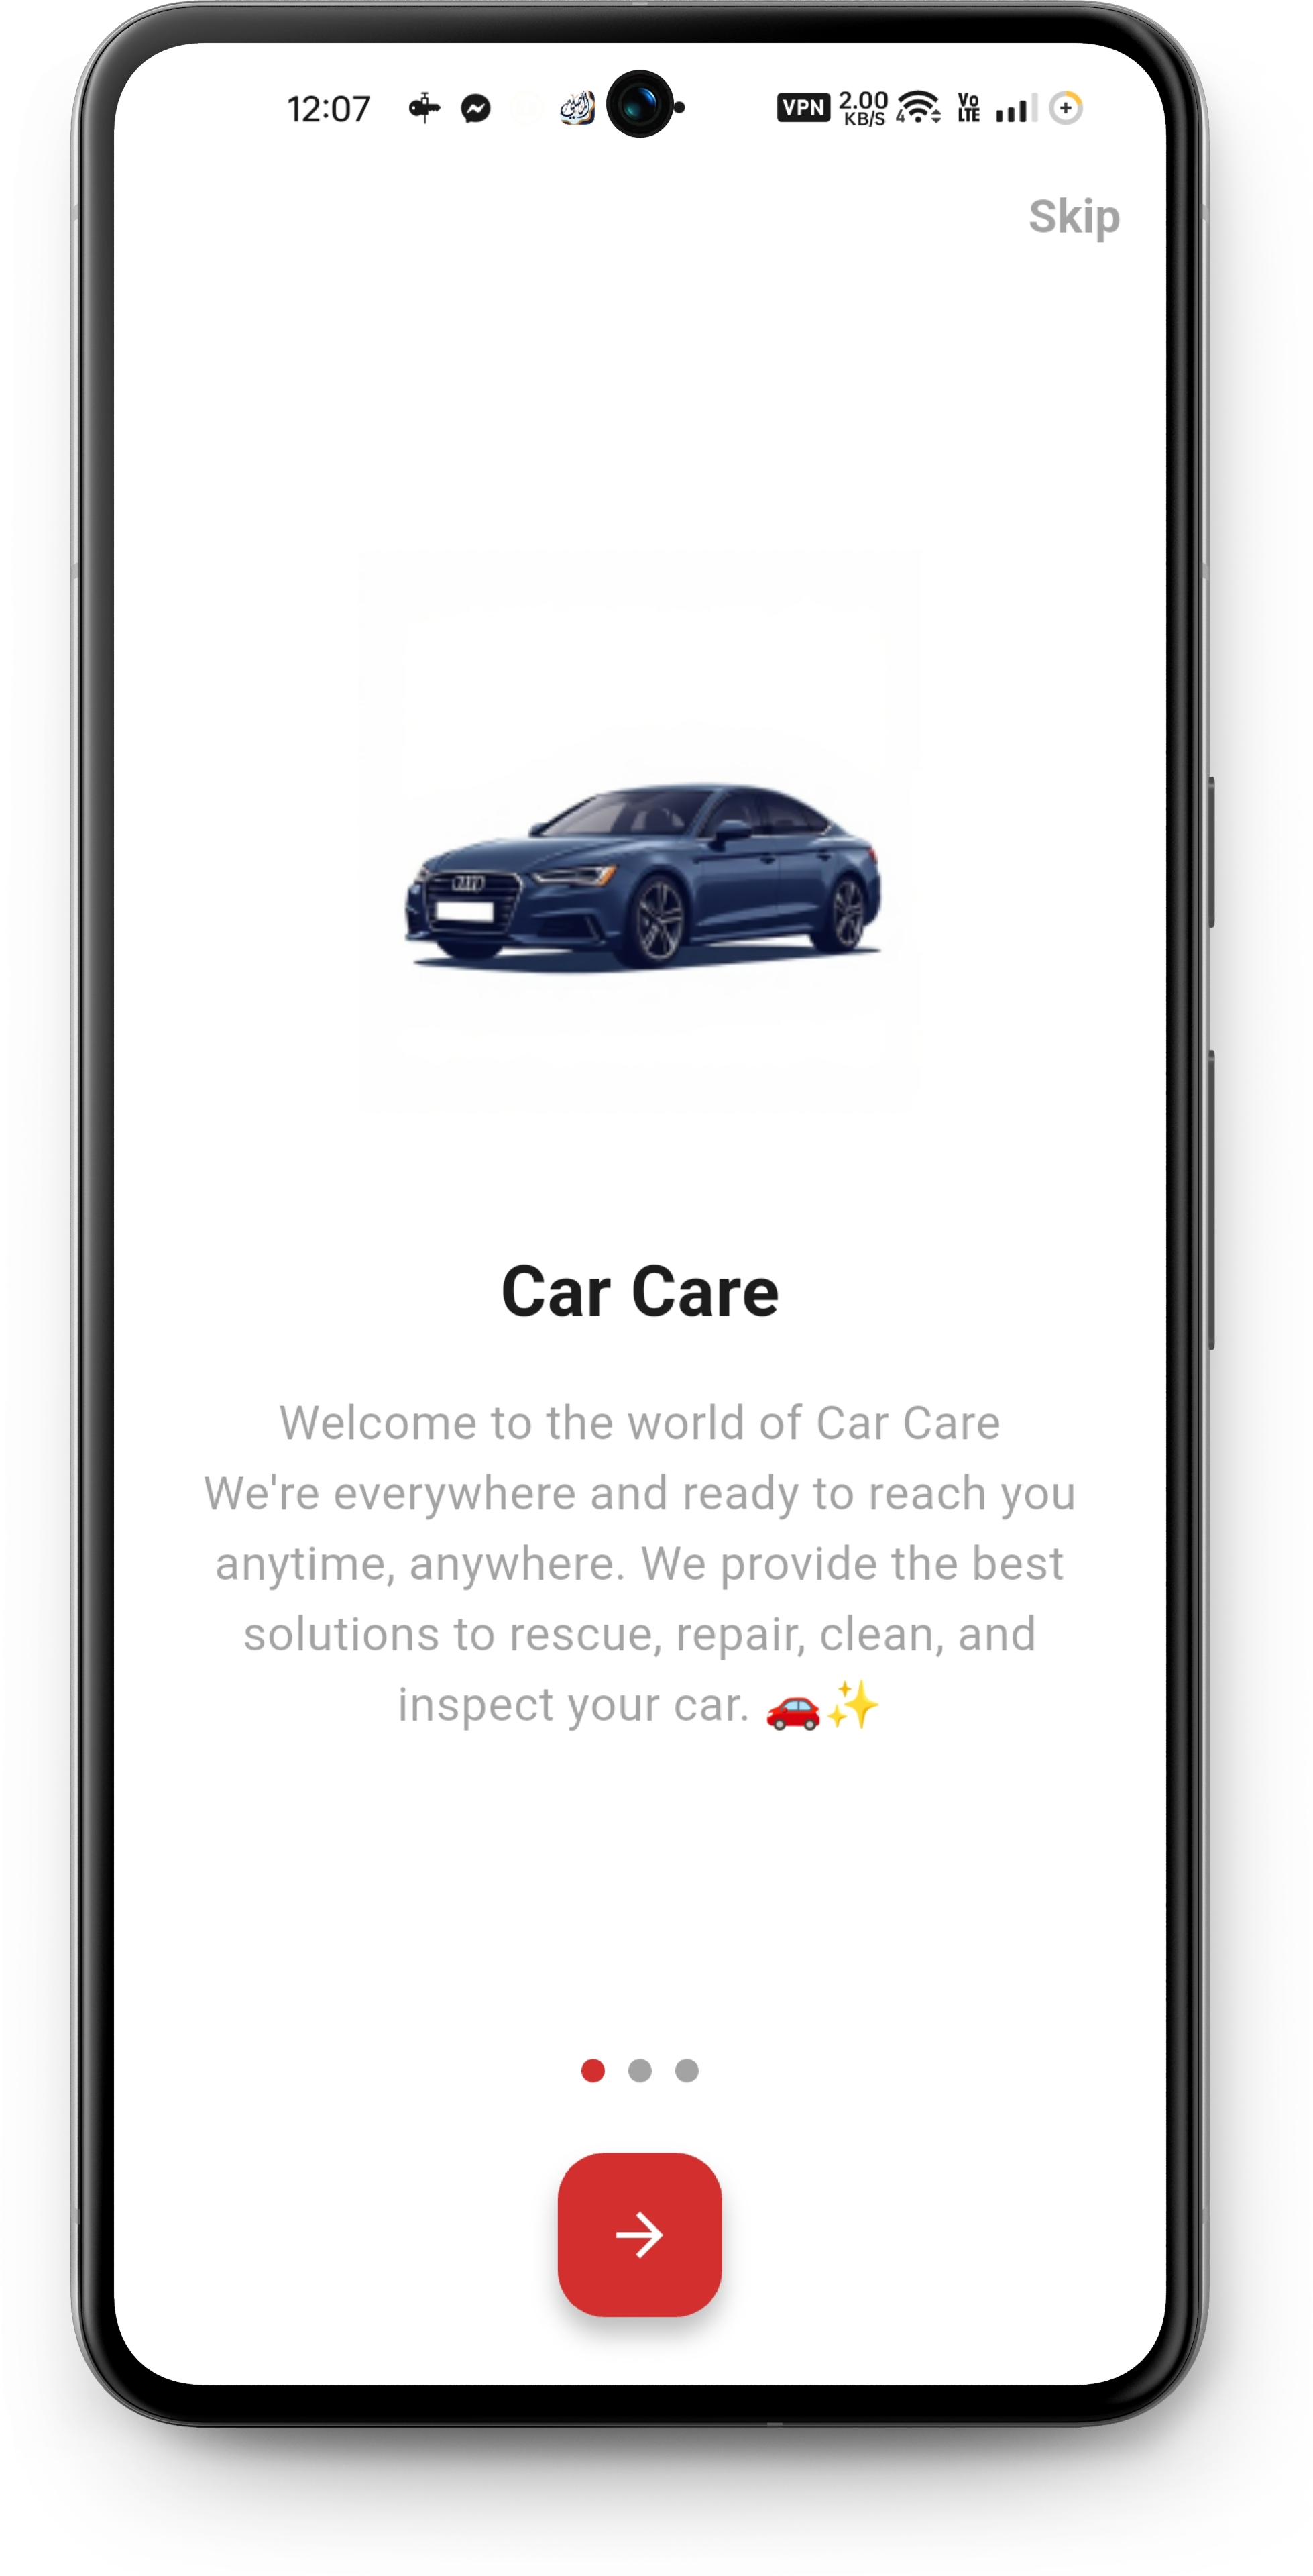 12:07
VPN 2.00 KB/S 4 Vo LTE
Skip
Car Care
Welcome to the world of Car Care
We're everywhere and ready to reach you
anytime, anywhere. We provide the best
solutions to rescue, repair, clean, and
inspect your car. 🚗✨